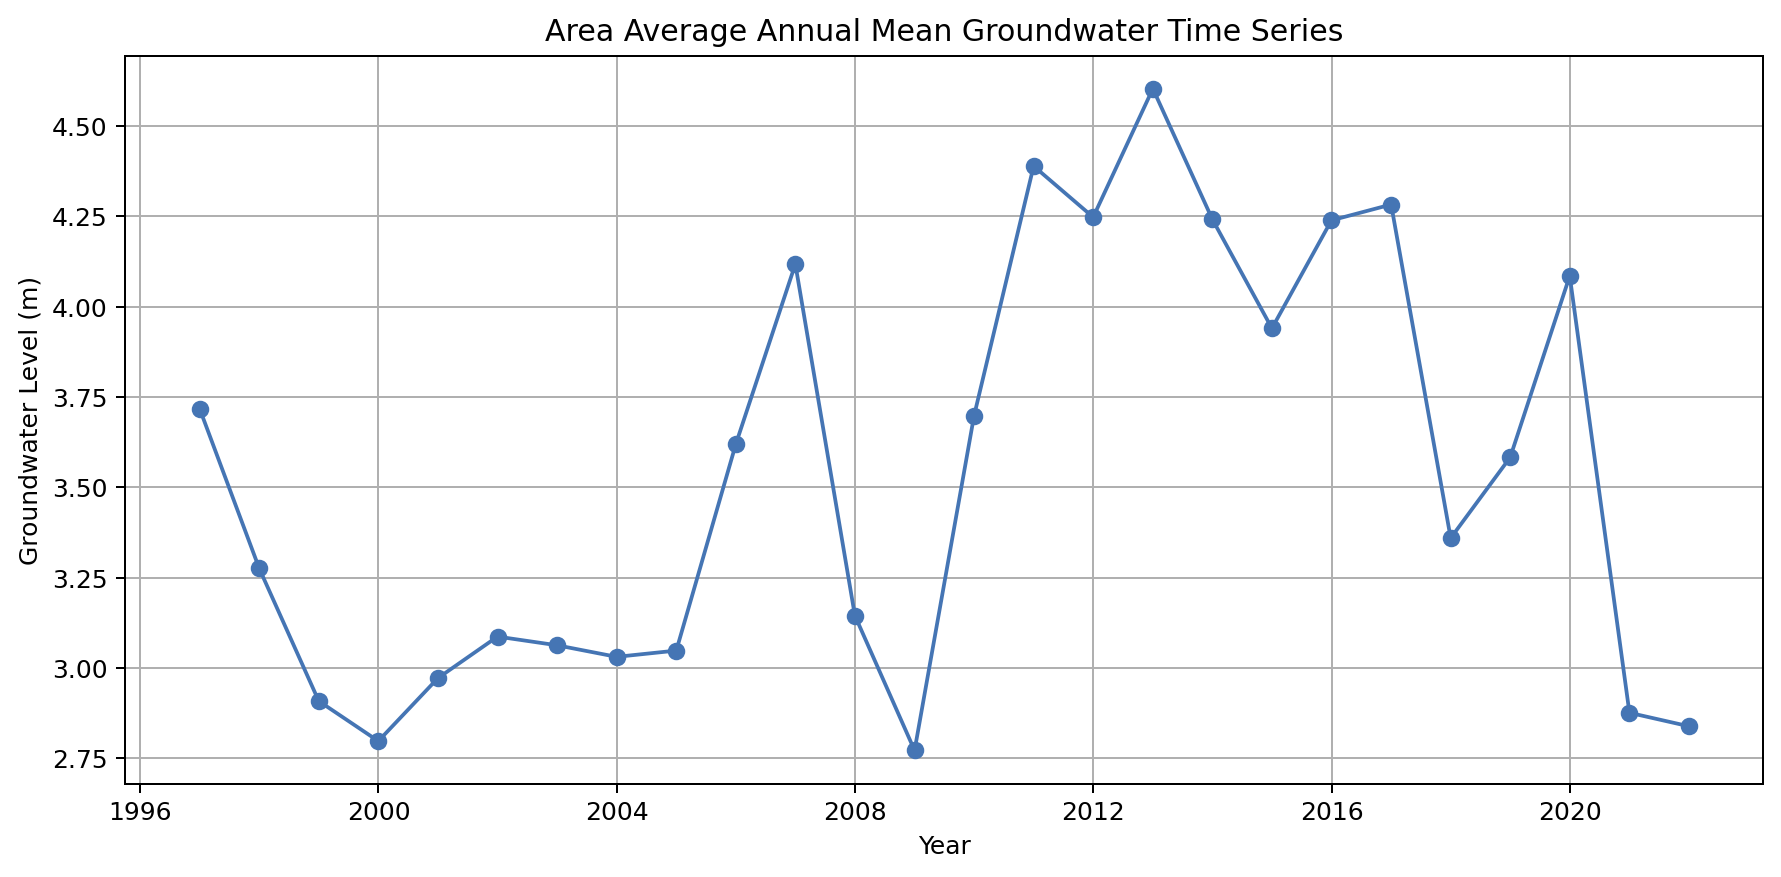 Area Average Annual Mean Groundwater Time Series
Groundwater Level (m)
4.50
4.25
4.00
3.75
3.50
3.25
3.00
2.75
1996 2000 2004 2008 2012 2016 2020
Year